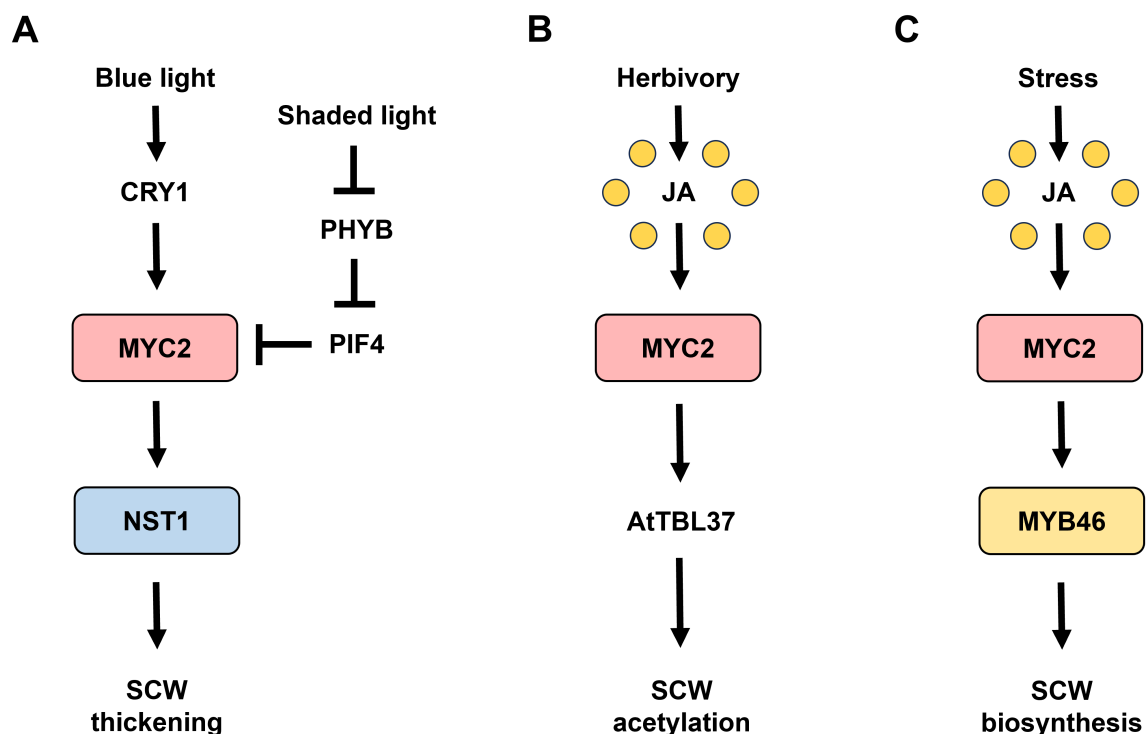 A
Blue light
Shaded light
CRY1
PHYB
MYC2
PIF4
NST1
SCW
thickening
B
Herbivory
JA
MYC2
AtTBL37
SCW
acetylation
C
Stress
JA
MYC2
MYB46
SCW
biosynthesis